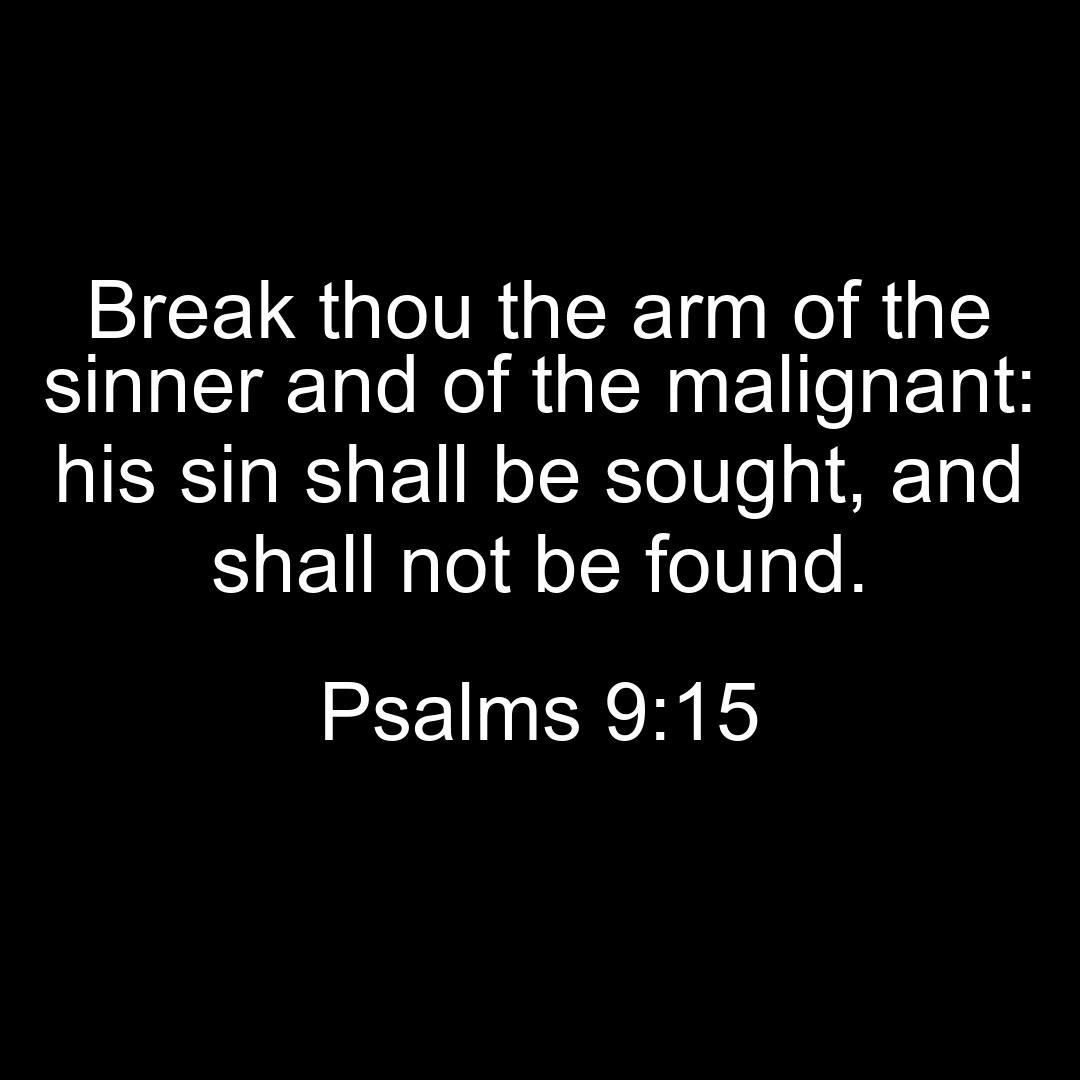 Break thou the arm of the
sinner and of the malignant:
his sin shall be sought, and
shall not be found.
Psalms 9:15